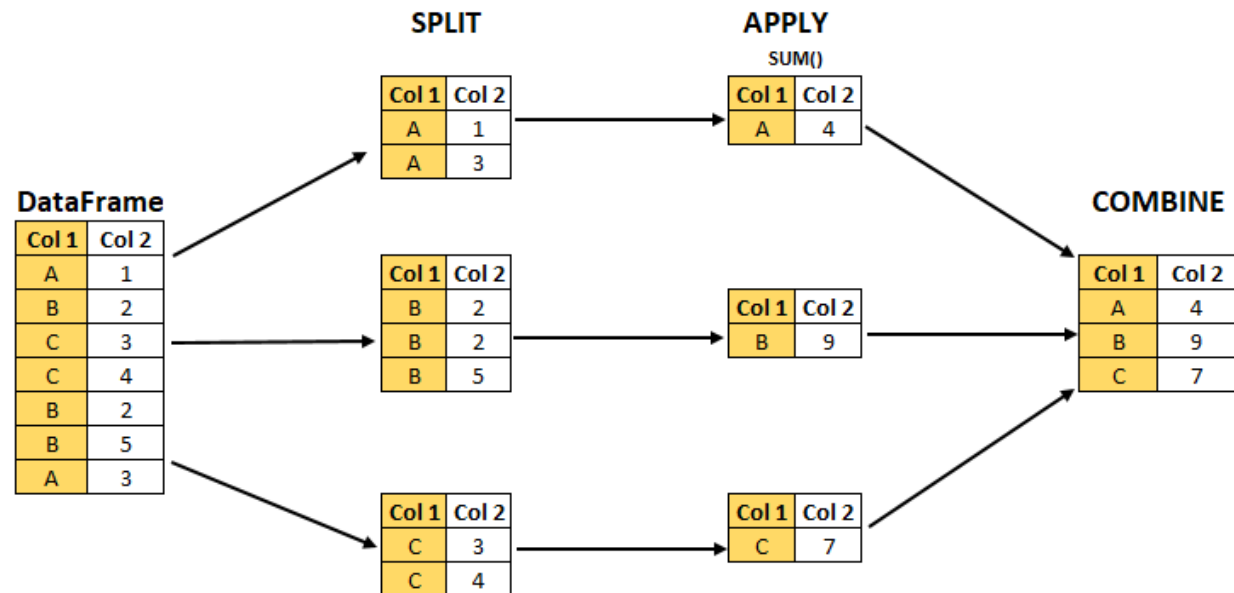 SPLIT
APPLY
SUM()
Col 1 Col 2
A 1
A 3
Col 1 Col 2
A 4
DataFrame
Col 1 Col 2
A 1
B 2
C 3
C 4
B 2
B 5
A 3
Col 1 Col 2
B 2
B 2
B 5
Col 1 Col 2
B 9
COMBINE
Col 1 Col 2
A 4
B 9
C 7
Col 1 Col 2
C 3
C 4
Col 1 Col 2
C 7